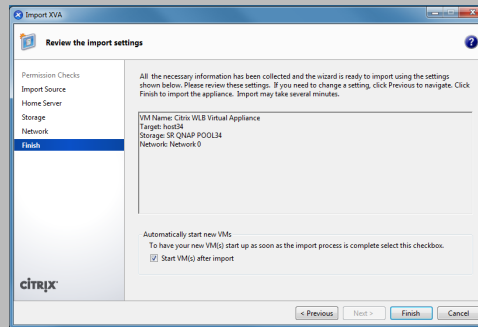 Import XVA
Review the import settings
Permission Checks
Import Source
Home Server
Storage
Network
Finish
All the necessary information has been collected and the wizard is ready to import using the settings
shown below. Please review these settings. If you need to change a setting, click Previous to navigate. Click
Finish to import the appliance. Import may take several minutes.
VM Name: Citrix WLB Virtual Appliance
Target: host34
Storage: SR QNAP POOL34
Network: Network 0
Automatically start new VMs
To have your new VM(s) start up as soon as the import process is complete select this checkbox.
Start VM(s) after import
CITRIX
< Previous
Next >
Finish
Cancel